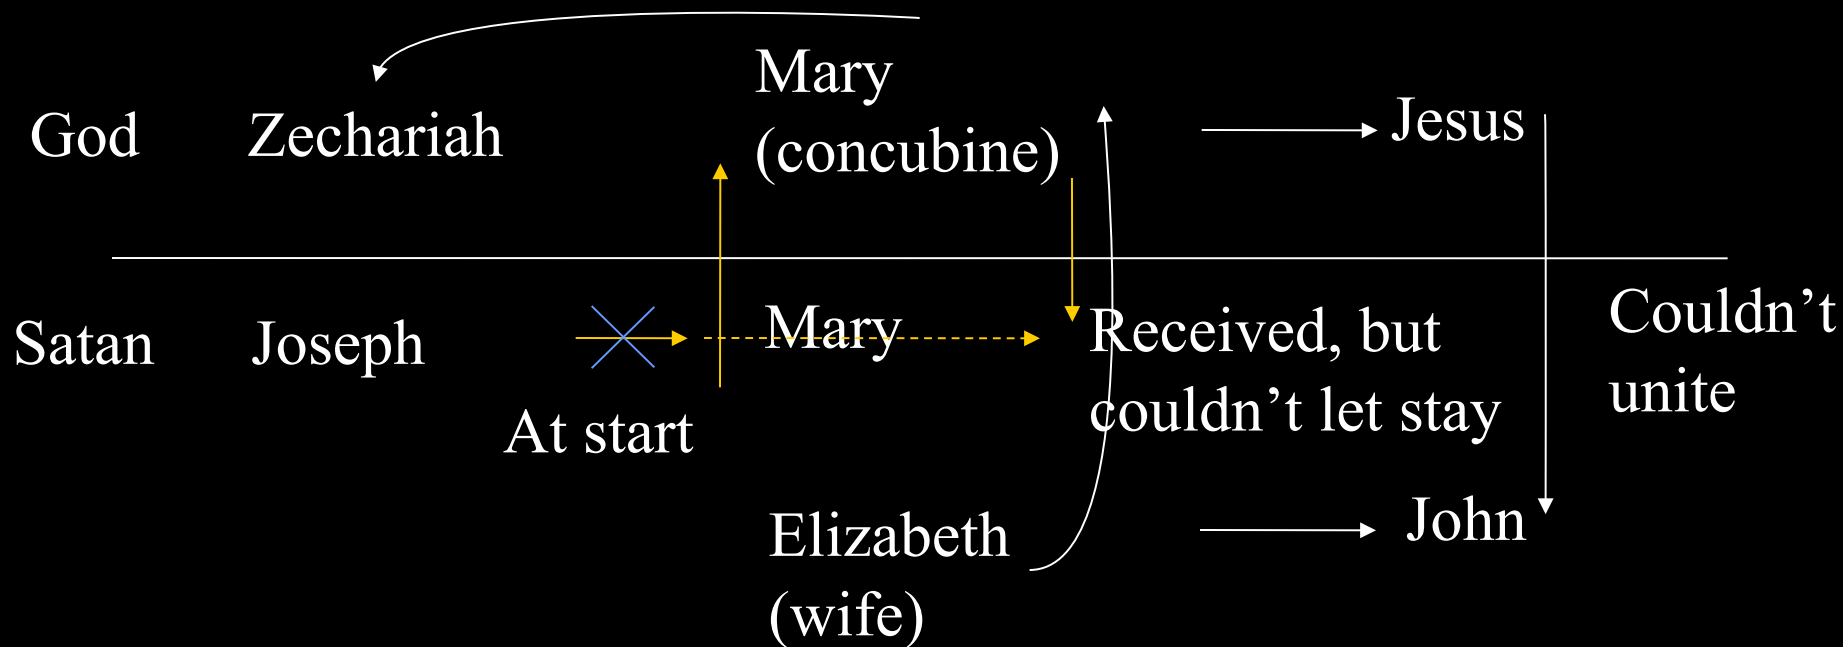 Mary
(concubine)
God
Zechariah
Jesus
Satan
Joseph
Mary
Received, but
couldn’t let stay
Couldn’t
unite
At start
Elizabeth
(wife)
John